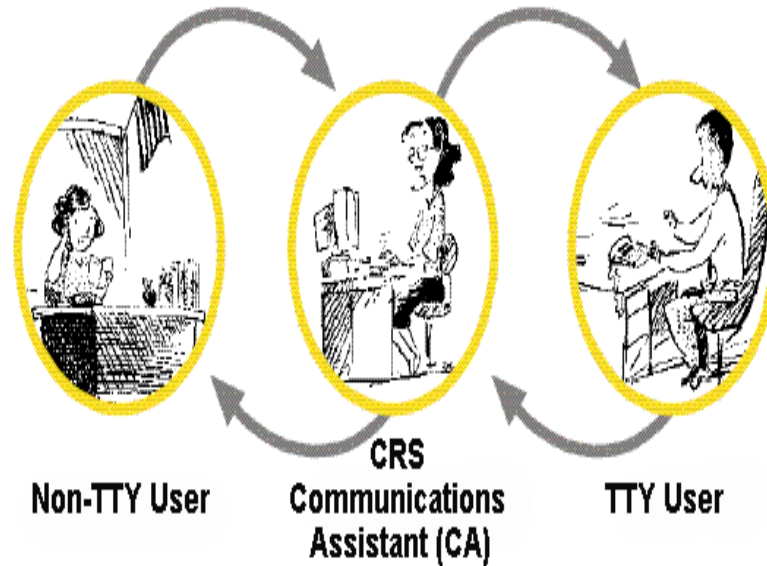 Non-TTY User
CRS
Communications
Assistant (CA)
TTY User